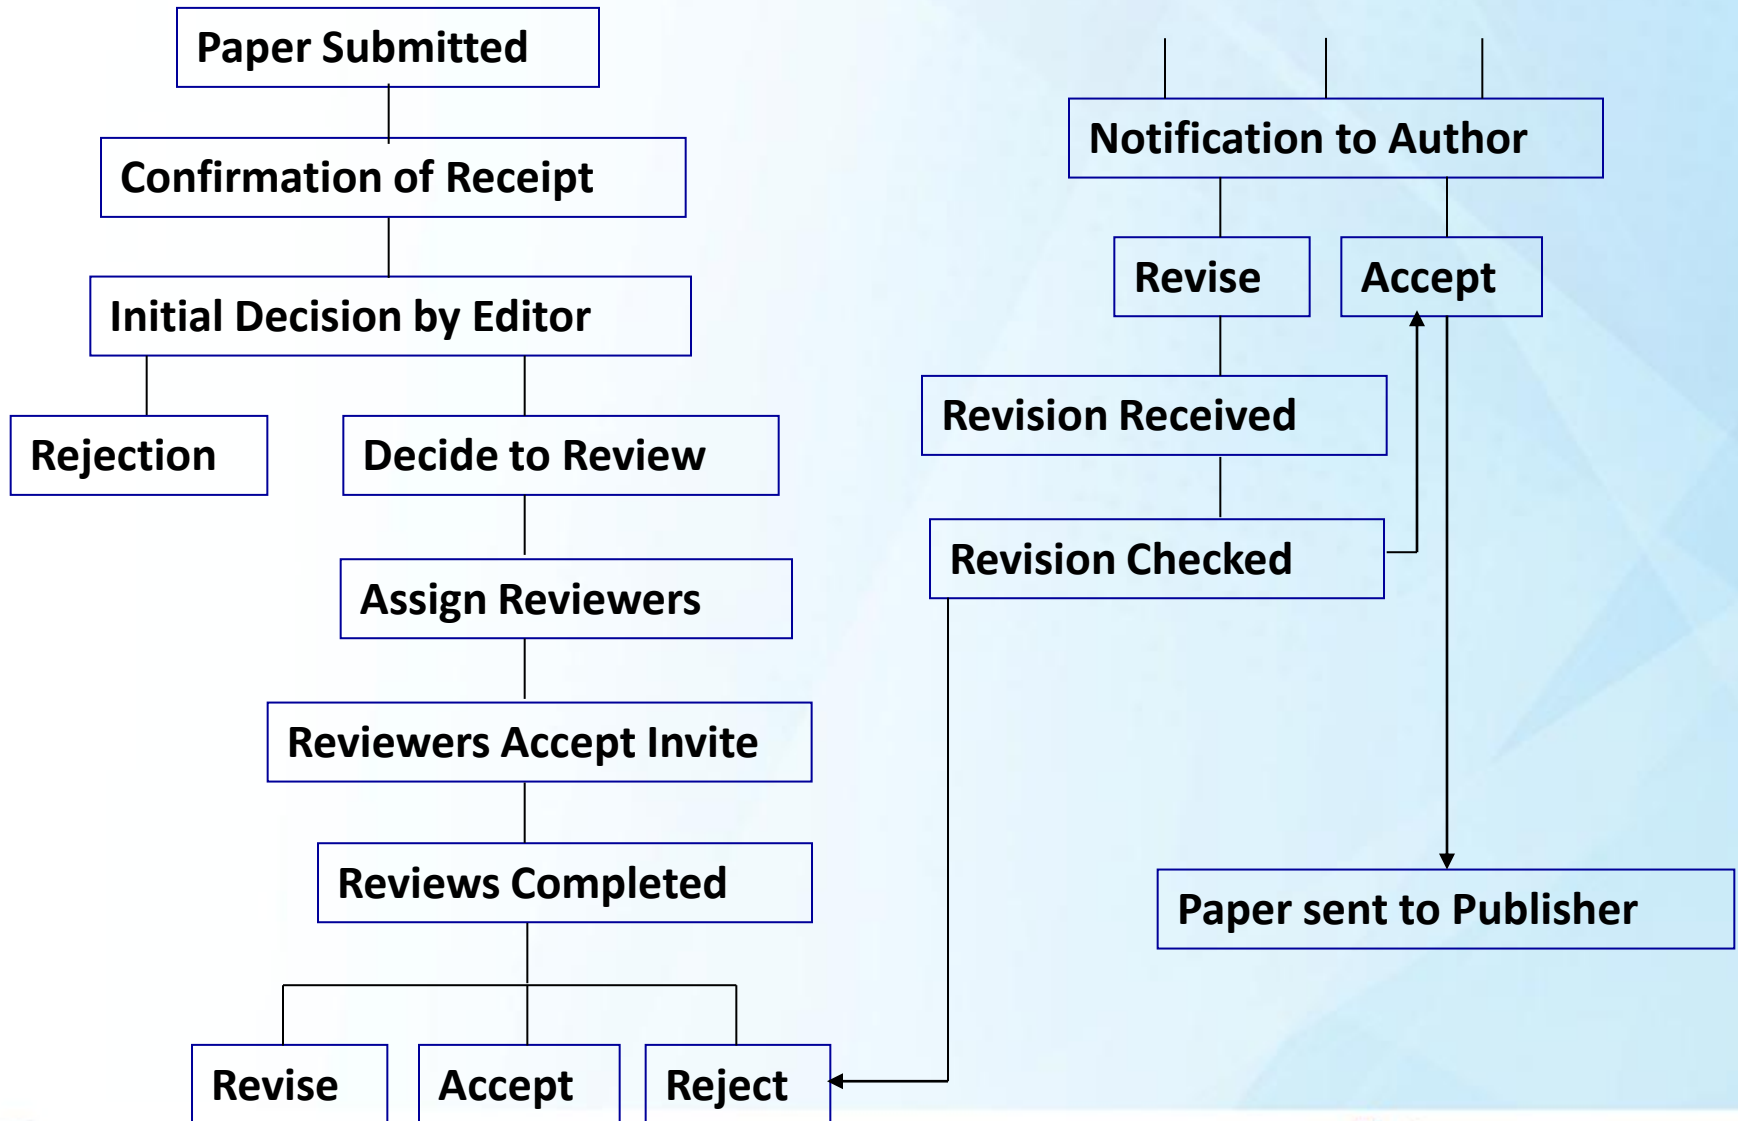 Paper Submitted
Confirmation of Receipt
Initial Decision by Editor
Rejection
Decide to Review
Assign Reviewers
Reviewers Accept Invite
Reviews Completed
Revise
Accept
Reject
Notification to Author
Revise
Accept
Revision Received
Revision Checked
Paper sent to Publisher